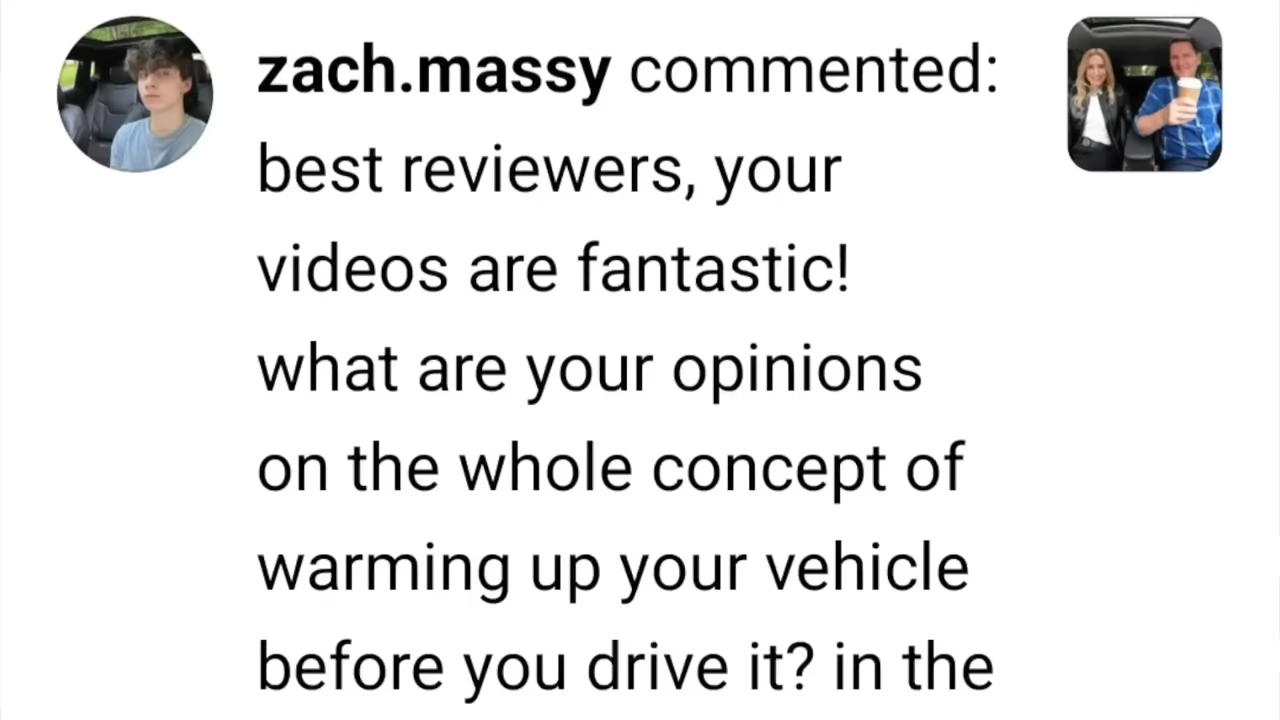 zach.massy commented:
best reviewers, your
videos are fantastic!
what are your opinions
on the whole concept of
warming up your vehicle
before you drive it? in the